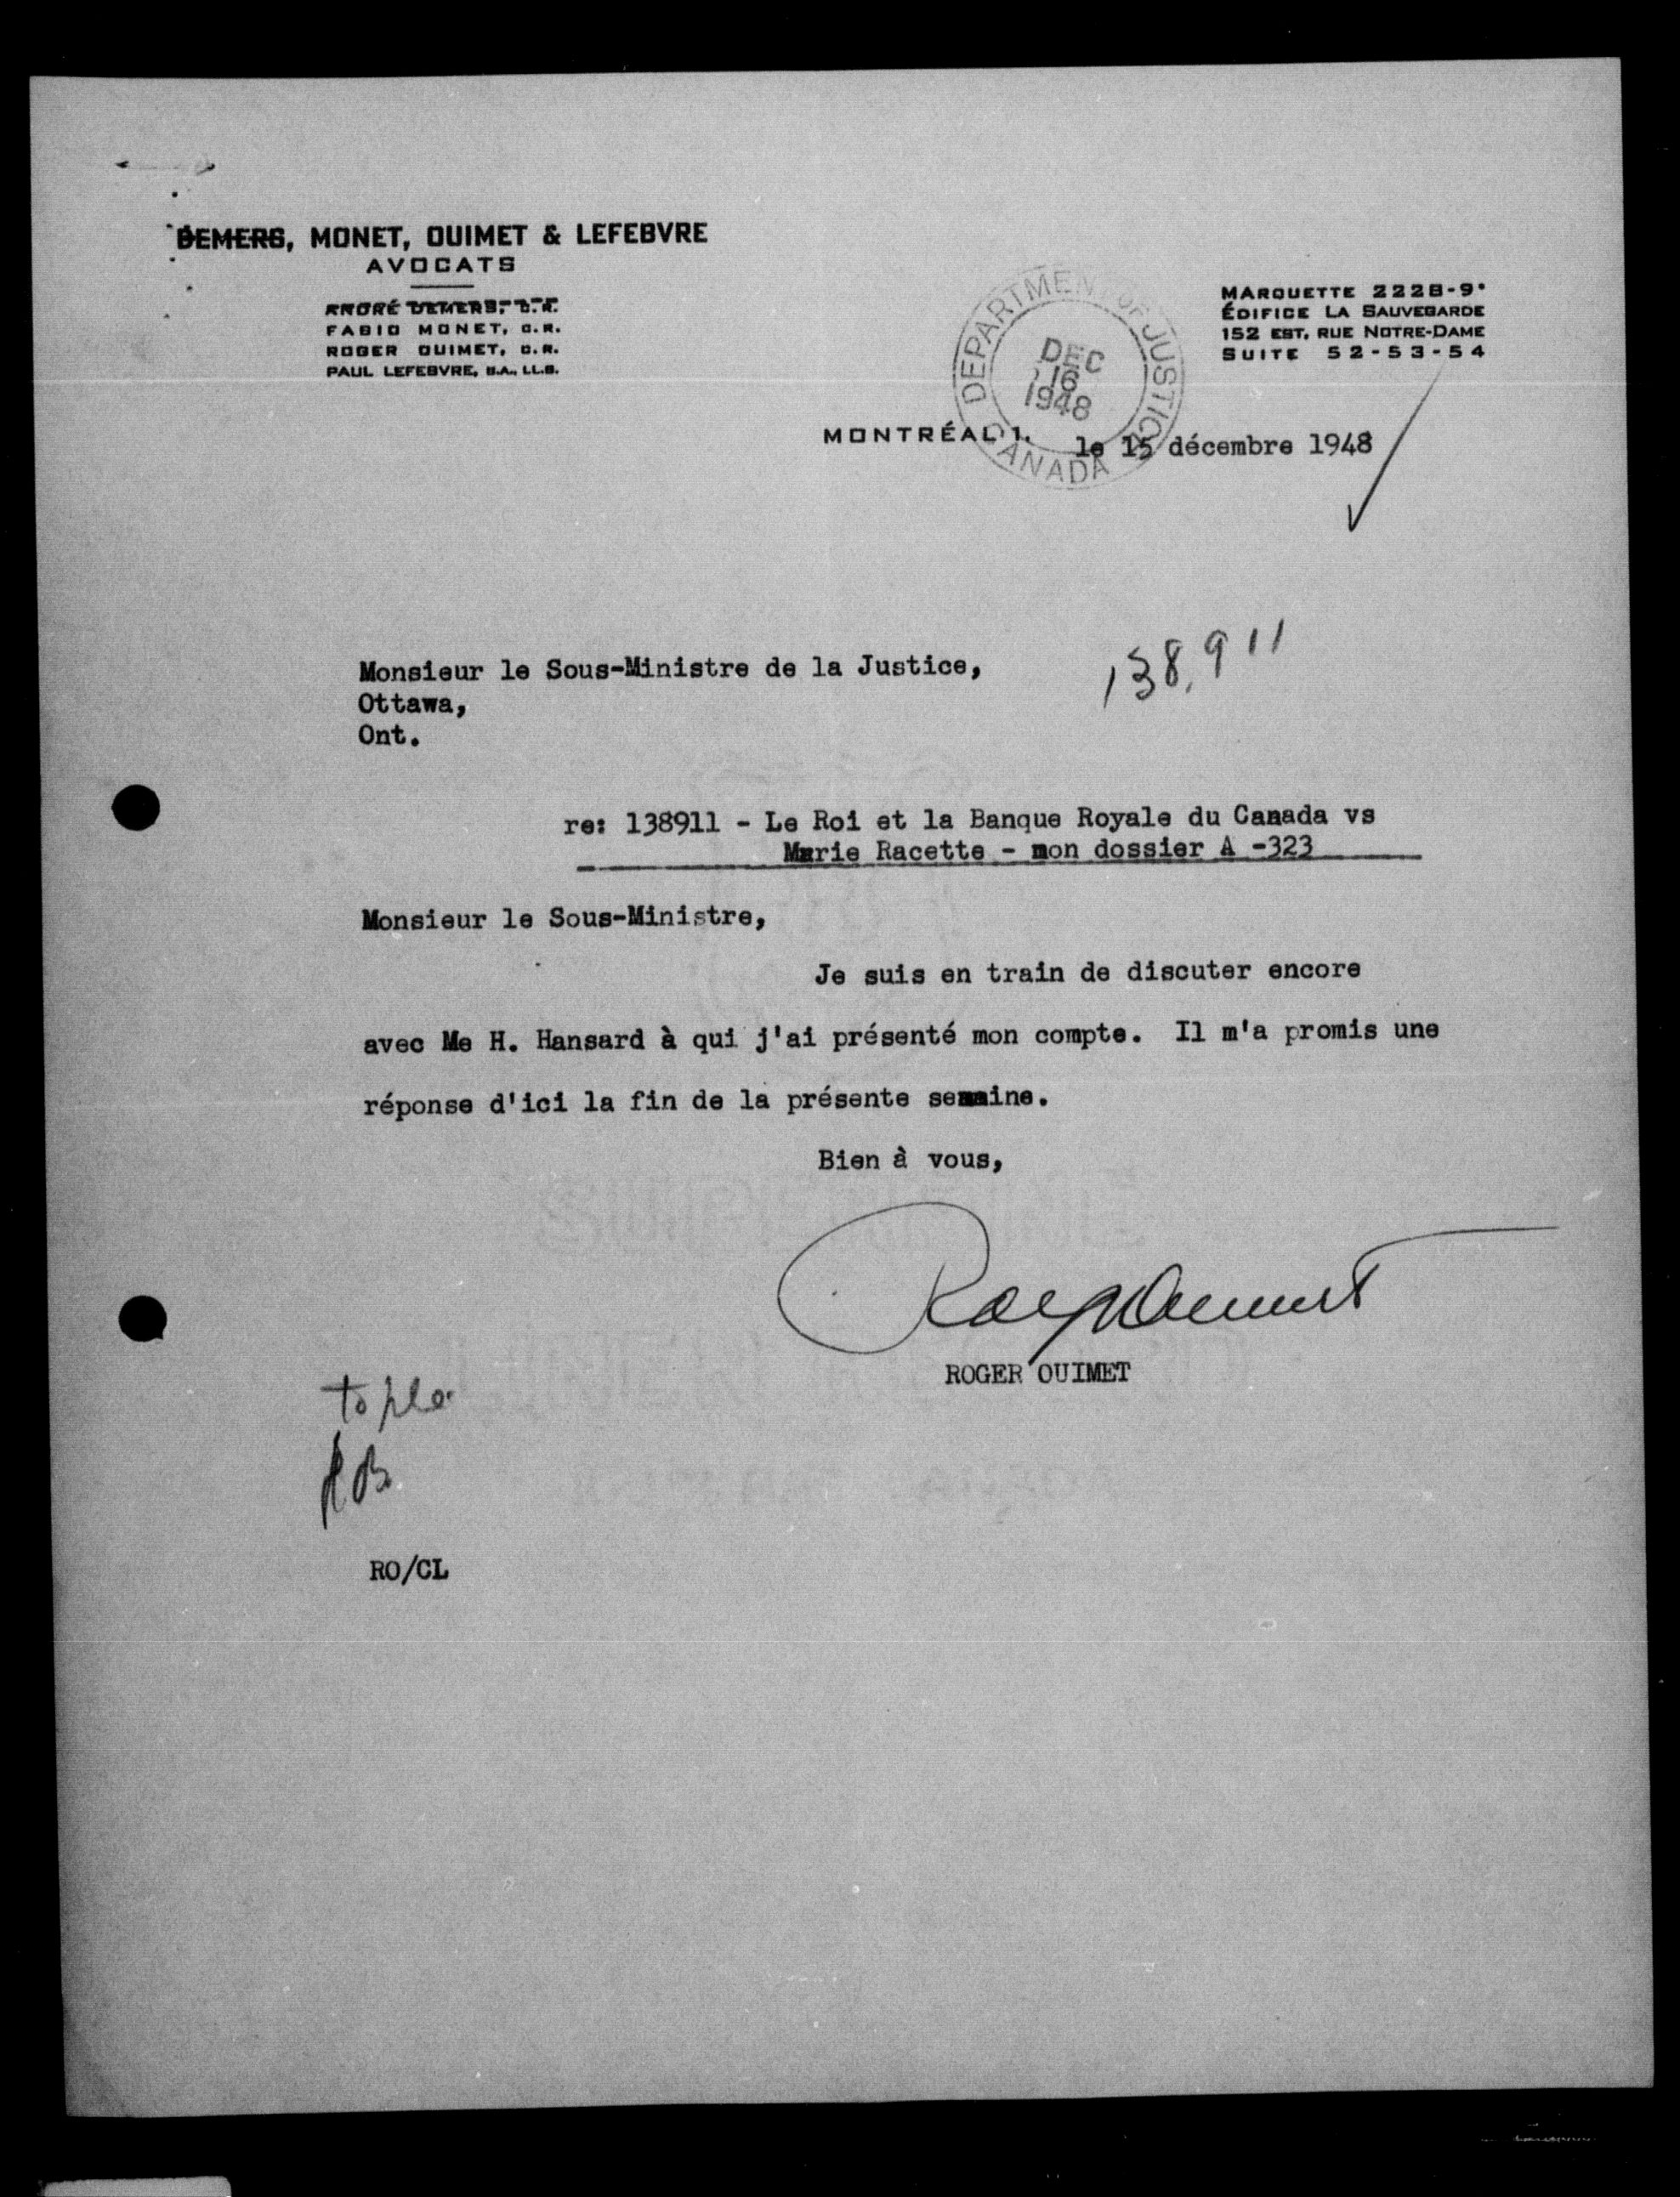 DEMERS, MONET, OUIMET & LEFEBVRE
AVOCATS
ANDRÉ DEMERS, C.R.
FABIO MONET, C.R.
ROGER OUIMET, C.R.
PAUL LEFEBVRE, B.A., LL.B.
MARQUETTE 2228-9*
ÉDIFICE LA SAUVEGARDE
152 EST, RUE NOTRE-DAME
SUITE 52-53-54
DEPARTMENT OF JUSTICE
DEC
16
1948
CANADA
MONTRÉAL 1. le 15 décembre 1948
138,911
Monsieur le Sous-Ministre de la Justice,
Ottawa,
Ont.
re: 138911 - Le Roi et la Banque Royale du Canada vs
Marie Racette - mon dossier A -323
Monsieur le Sous-Ministre,
Je suis en train de discuter encore
avec Me H. Hansard à qui j'ai présenté mon compte. Il m'a promis une
réponse d'ici la fin de la présente semaine.
Bien à vous,
Roger Ouimet
ROGER OUIMET
to
RO/CL